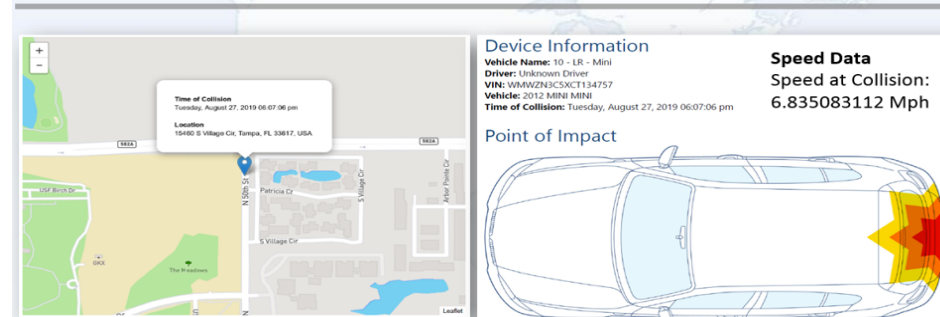 +
−
Time of Collision
Tuesday, August 27, 2019 06:07:06 pm
Location
15460 S Village Cir, Tampa, FL 33617, USA
582A
582A
USF Birch Dr
N 50th St
Patricia Cr
S Village Cir
Arbor Pointe Cir
S Village Cir
The Meadows
Leaflet
Device Information
Vehicle Name: 10 - LR - Mini
Driver: Unknown Driver
VIN: WMWZN3C5XCT134757
Vehicle: 2012 MINI MINI
Time of Collision: Tuesday, August 27, 2019 06:07:06 pm
Speed Data
Speed at Collision:
6.835083112 Mph
Point of Impact